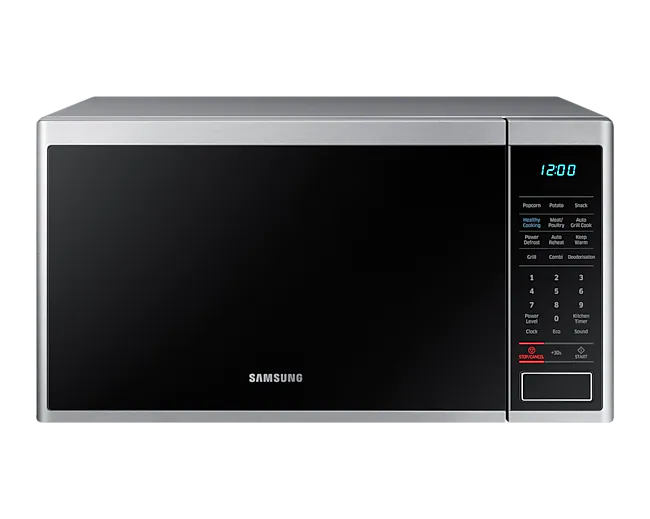 12:00
Popcorn Potato Snack
Healthy Cooking Meat/Poultry Auto Grill Cook
Power Defrost Auto Reheat Keep Warm
Grill Combi Deodorisation
1 2 3
4 5 6
7 8 9
Power Level 0 Kitchen Timer
Clock Eco Sound
STOP/CANCEL +30s START
SAMSUNG